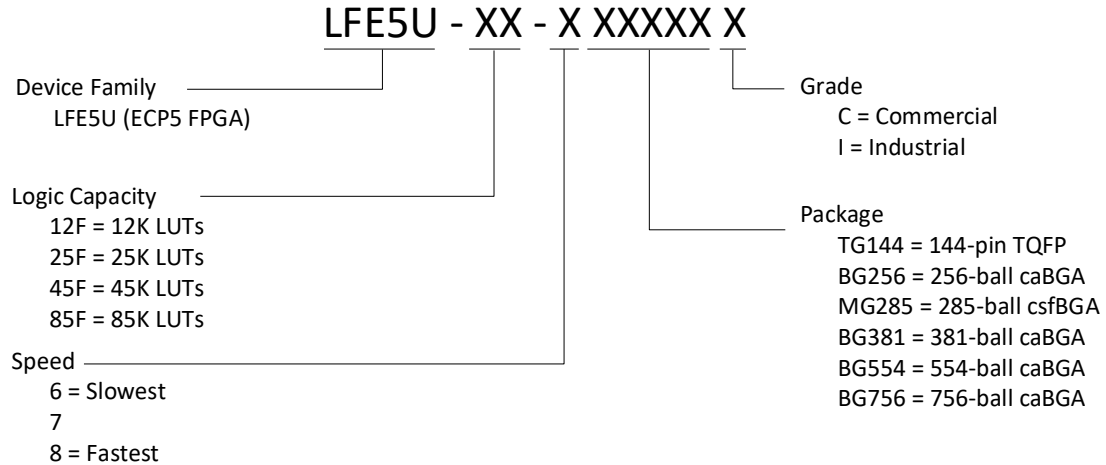 LFE5U - XX - X XXXXX X
Device Family
LFE5U (ECP5 FPGA)
Logic Capacity
12F = 12K LUTs
25F = 25K LUTs
45F = 45K LUTs
85F = 85K LUTs
Speed
6 = Slowest
7
8 = Fastest
Grade
C = Commercial
I = Industrial
Package
TG144 = 144-pin TQFP
BG256 = 256-ball caBGA
MG285 = 285-ball csfBGA
BG381 = 381-ball caBGA
BG554 = 554-ball caBGA
BG756 = 756-ball caBGA